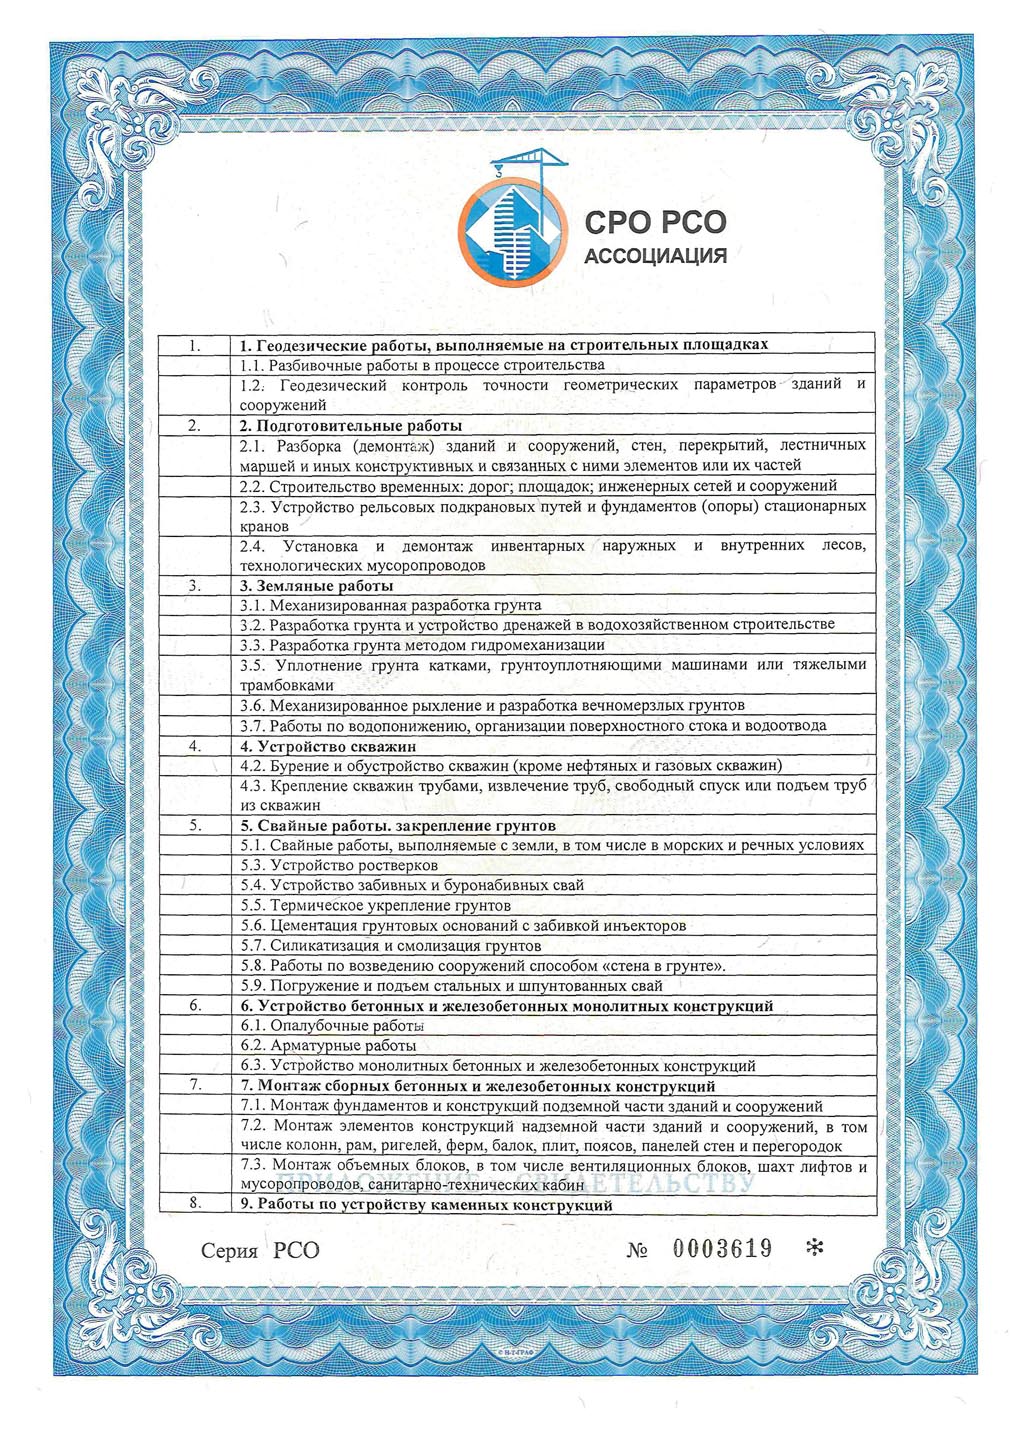 СРО РСО
АССОЦИАЦИЯ
1. 1. Геодезические работы, выполняемые на строительных площадках
1.1. Разбивочные работы в процессе строительства
1.2. Геодезический контроль точности геометрических параметров зданий и
сооружений
2. 2. Подготовительные работы
2.1. Разборка (демонтаж) зданий и сооружений, стен, перекрытий, лестничных
маршей и иных конструктивных и связанных с ними элементов или их частей
2.2. Строительство временных: дорог; площадок; инженерных сетей и сооружений
2.3. Устройство рельсовых подкрановых путей и фундаментов (опоры) стационарных
кранов
2.4. Установка и демонтаж инвентарных наружных и внутренних лесов,
технологических мусоропроводов
3. 3. Земляные работы
3.1. Механизированная разработка грунта
3.2. Разработка грунта и устройство дренажей в водохозяйственном строительстве
3.3. Разработка грунта методом гидромеханизации
3.5. Уплотнение грунта катками, грунтоуплотняющими машинами или тяжелыми
трамбовками
3.6. Механизированное рыхление и разработка вечномерзлых грунтов
3.7. Работы по водопонижению, организации поверхностного стока и водоотвода
4. 4. Устройство скважин
4.2. Бурение и обустройство скважин (кроме нефтяных и газовых скважин)
4.3. Крепление скважин трубами, извлечение труб, свободный спуск или подъем труб
из скважин
5. 5. Свайные работы. закрепление грунтов
5.1. Свайные работы, выполняемые с земли, в том числе в морских и речных условиях
5.3. Устройство ростверков
5.4. Устройство забивных и буронабивных свай
5.5. Термическое укрепление грунтов
5.6. Цементация грунтовых оснований с забивкой инъекторов
5.7. Силикатизация и смолизация грунтов
5.8. Работы по возведению сооружений способом «стена в грунте».
5.9. Погружение и подъем стальных и шпунтованных свай
6. 6. Устройство бетонных и железобетонных монолитных конструкций
6.1. Опалубочные работы
6.2. Арматурные работы
6.3. Устройство монолитных бетонных и железобетонных конструкций
7. 7. Монтаж сборных бетонных и железобетонных конструкций
7.1. Монтаж фундаментов и конструкций подземной части зданий и сооружений
7.2. Монтаж элементов конструкций надземной части зданий и сооружений, в том
числе колонн, рам, ригелей, ферм, балок, плит, поясов, панелей стен и перегородок
7.3. Монтаж объемных блоков, в том числе вентиляционных блоков, шахт лифтов и
мусоропроводов, санитарно-технических кабин
ПРИЛОЖЕНИЕ К СВИДЕТЕЛЬСТВУ
8. 9. Работы по устройству каменных конструкций
Серия РСО № 0003619 *
© Н-Т-ГРАФ